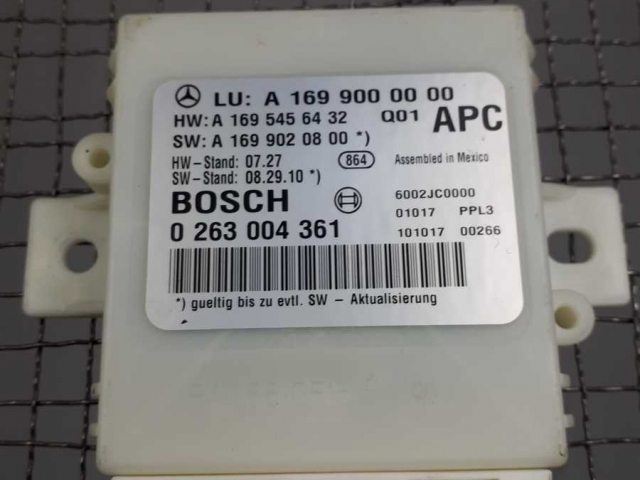 LU: A 169 900 00 00
HW: A 169 545 64 32 Q01 APC
SW: A 169 902 08 00 *)
HW-Stand: 07.27 864 Assembled in Mexico
SW-Stand: 08.29.10 *)
BOSCH 6002JC0000
0 263 004 361 01017 PPL3
101017 00266
*) gueltig bis zu evtl. SW - Aktualisierung